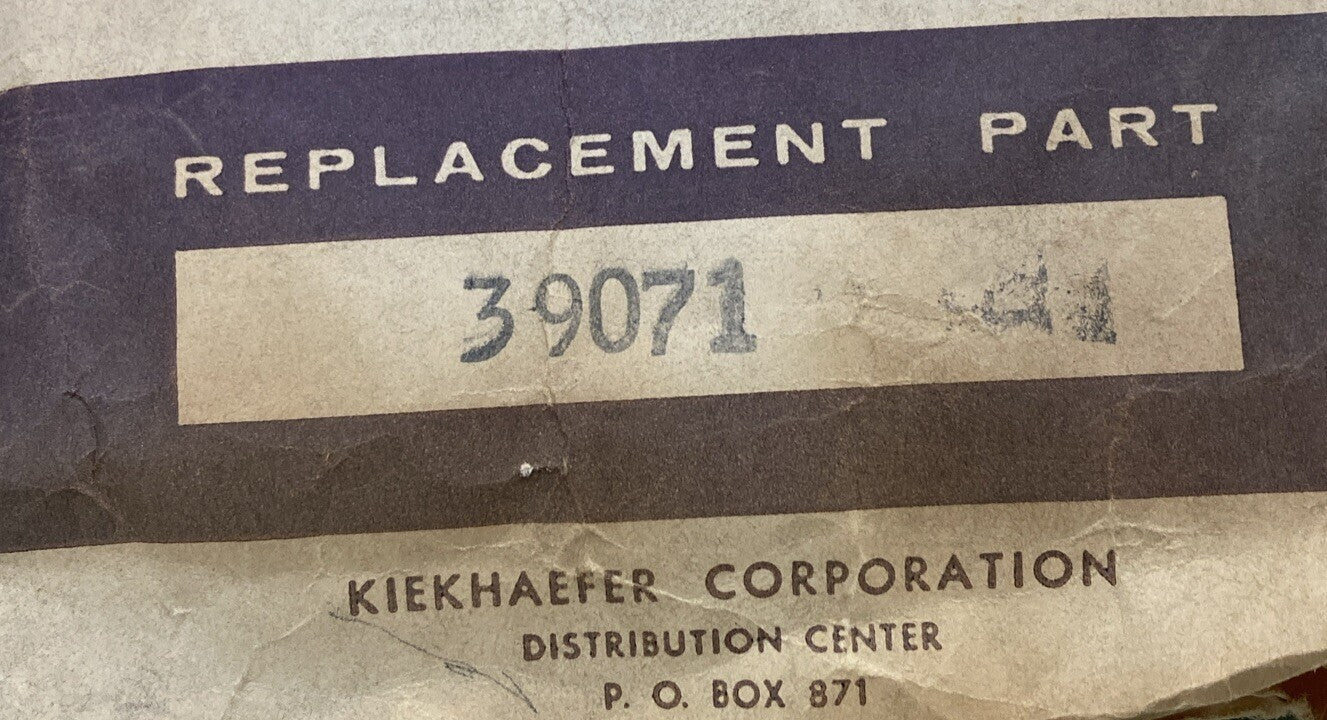 REPLACEMENT PART
39071
KIEKHAEFER CORPORATION
DISTRIBUTION CENTER
P. O. BOX 871